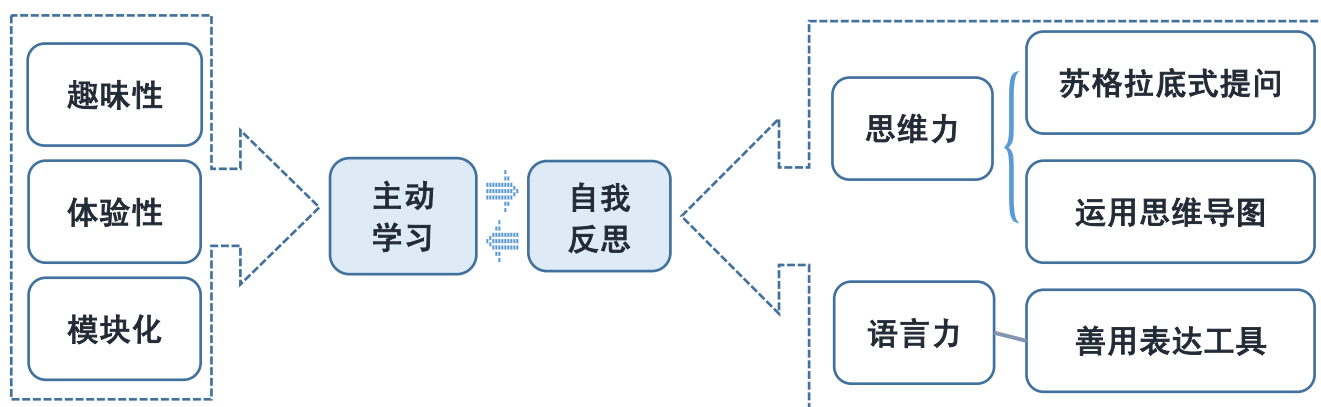 趣味性
体验性
模块化
主动
学习
自我
反思
思维力
苏格拉底式提问
运用思维导图
语言力
善用表达工具